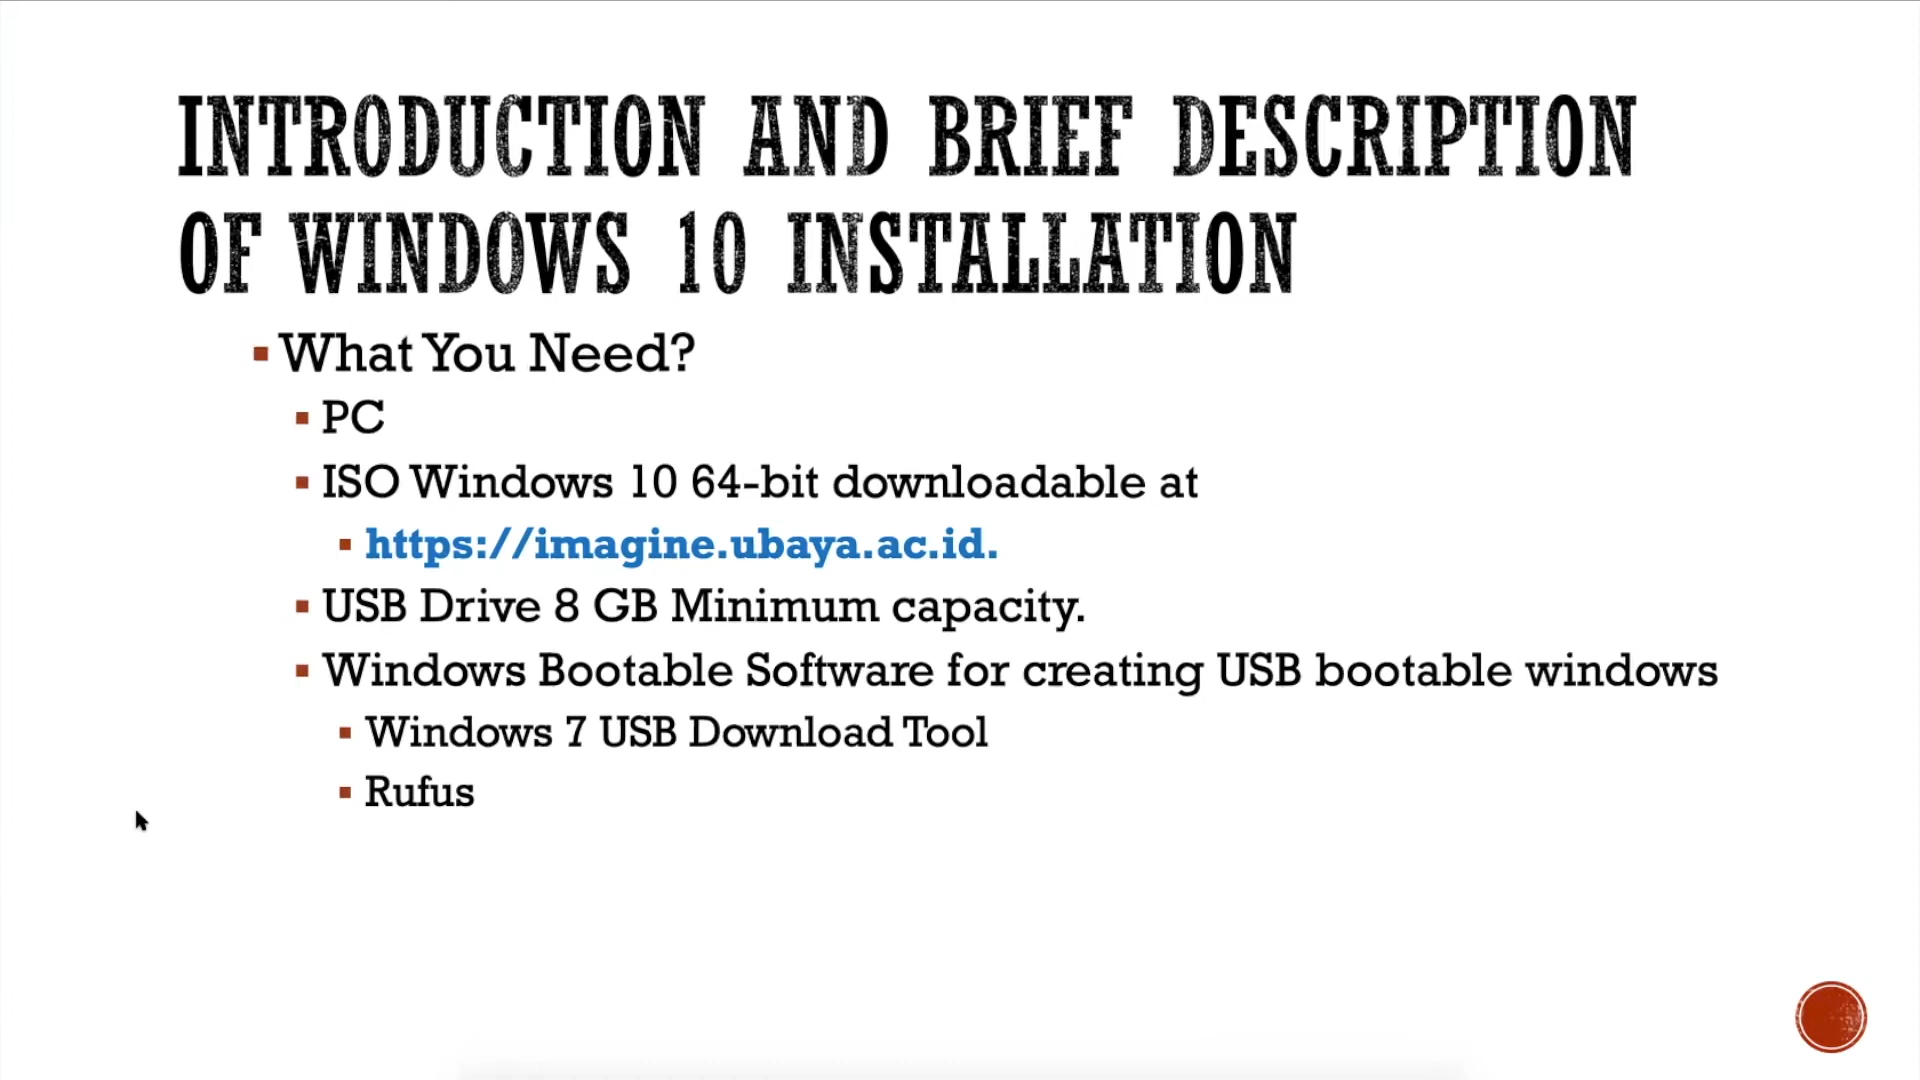 INTRODUCTION AND BRIEF DESCRIPTION
OF WINDOWS 10 INSTALLATION
What You Need?
PC
ISO Windows 10 64-bit downloadable at
https://imagine.ubaya.ac.id.
USB Drive 8 GB Minimum capacity.
Windows Bootable Software for creating USB bootable windows
Windows 7 USB Download Tool
Rufus